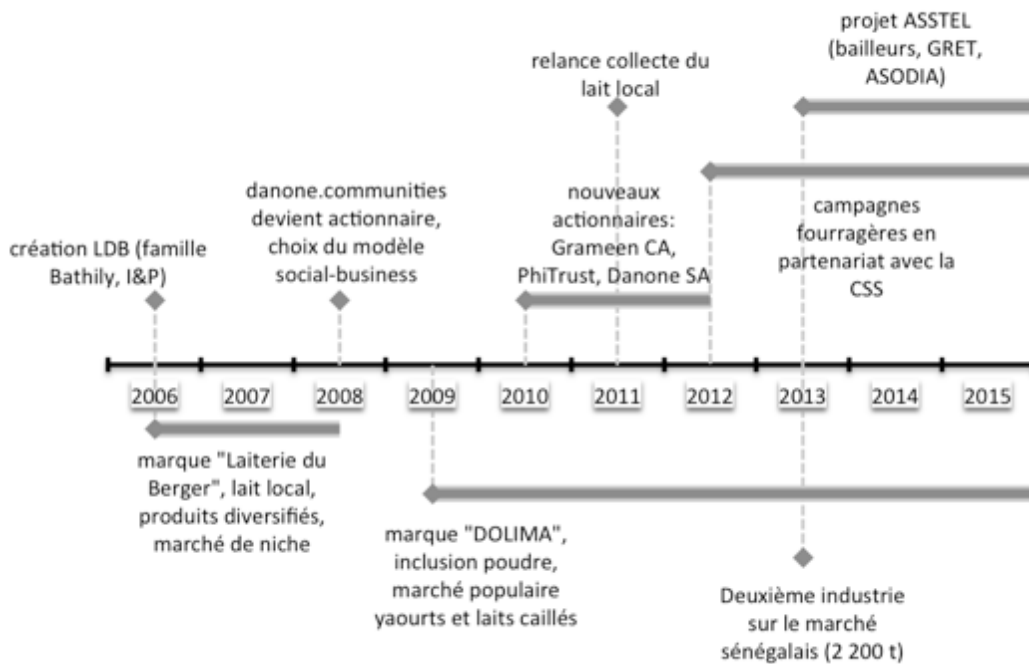 projet ASSTEL
(bailleurs, GRET,
ASODIA)
relance collecte du
lait local
danone.communities
devient actionnaire,
choix du modèle
social-business
nouveaux
actionnaires:
Grameen CA,
PhiTrust, Danone SA
campagnes
fourragères en
partenariat avec la
CSS
création LDB (famille
Bathily, I&P)
2006 2007 2008 2009 2010 2011 2012 2013 2014 2015
marque "Laiterie du
Berger", lait local,
produits diversifiés,
marché de niche
marque "DOLIMA",
inclusion poudre,
marché populaire
yaourts et laits caillés
Deuxième industrie
sur le marché
sénégalais (2 200 t)